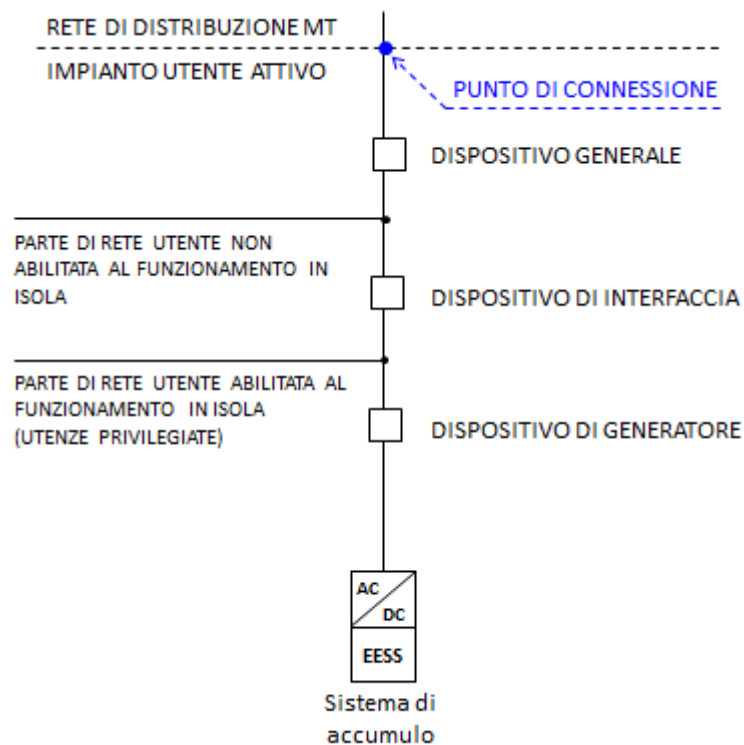 RETE DI DISTRIBUZIONE MT
IMPIANTO UTENTE ATTIVO
PUNTO DI CONNESSIONE
DISPOSITIVO GENERALE
PARTE DI RETE UTENTE NON
ABILITATA AL FUNZIONAMENTO IN
ISOLA
DISPOSITIVO DI INTERFACCIA
PARTE DI RETE UTENTE ABILITATA AL
FUNZIONAMENTO IN ISOLA
(UTENZE PRIVILEGIATE)
DISPOSITIVO DI GENERATORE
AC
DC
EESS
Sistema di
accumulo